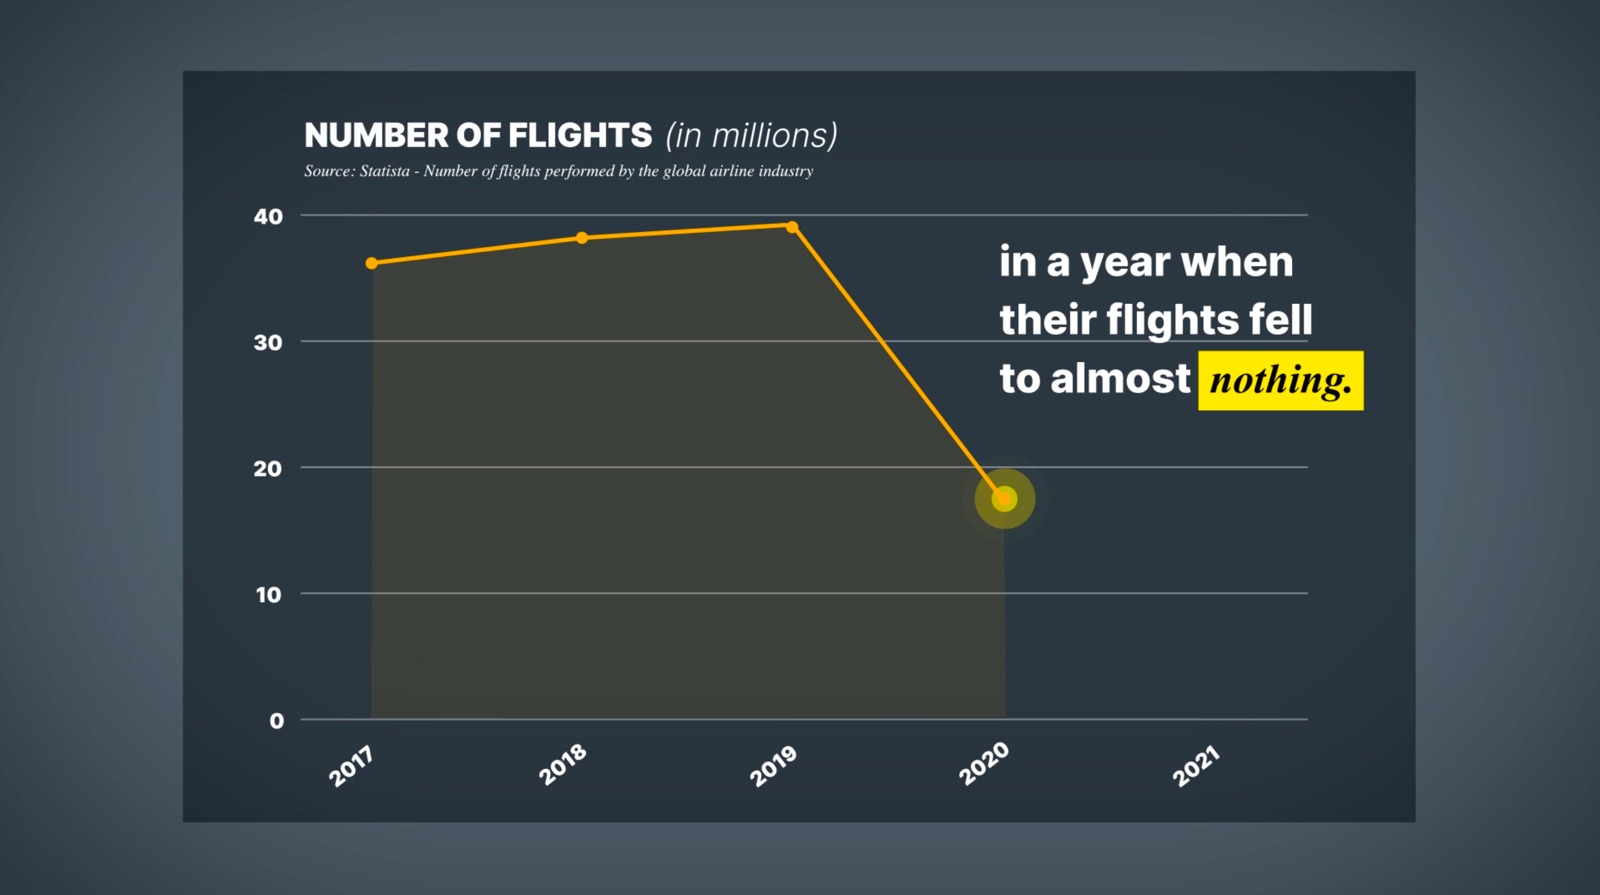 NUMBER OF FLIGHTS (in millions)
Source: Statista - Number of flights performed by the global airline industry
40
in a year when
their flights fell
30
to almost nothing.
20
10
0
2017
2018
2019
2020
2021